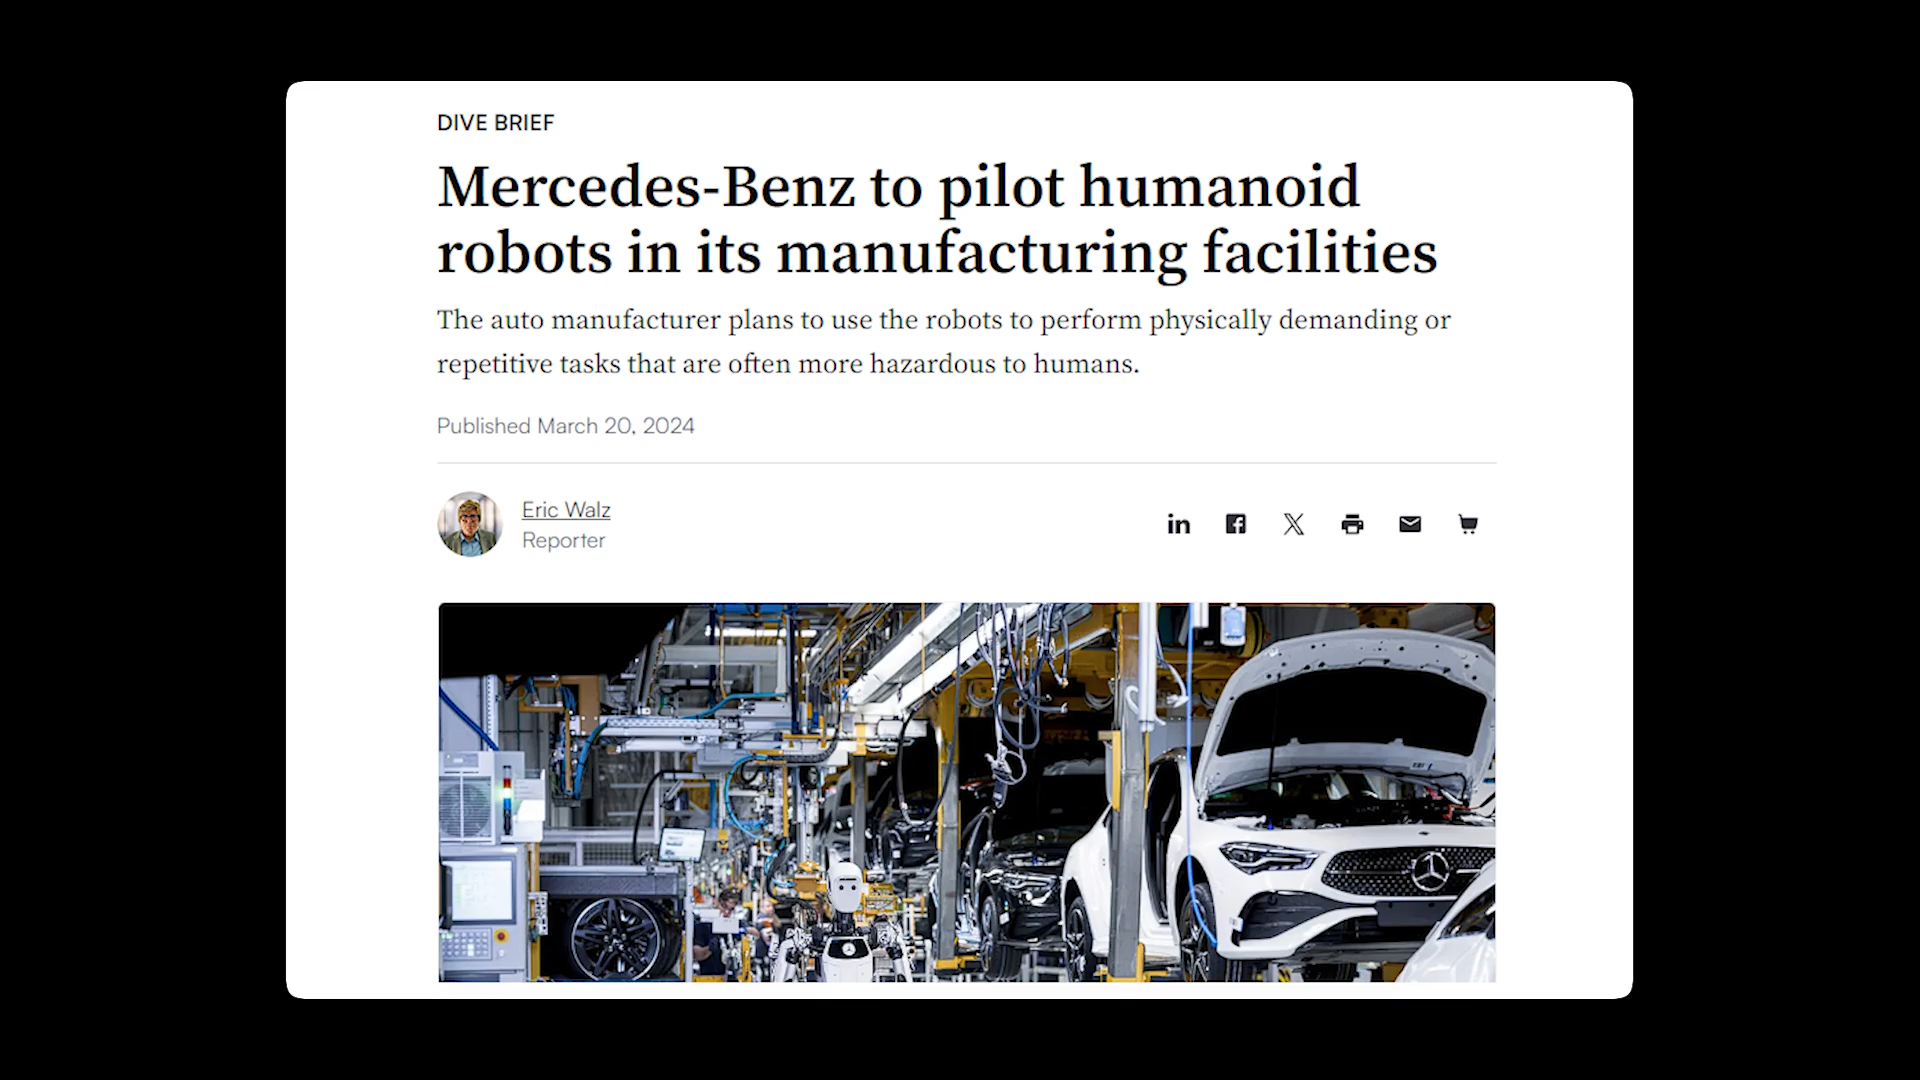 DIVE BRIEF
Mercedes-Benz to pilot humanoid
robots in its manufacturing facilities
The auto manufacturer plans to use the robots to perform physically demanding or
repetitive tasks that are often more hazardous to humans.
Published March 20, 2024
Eric Walz
Reporter